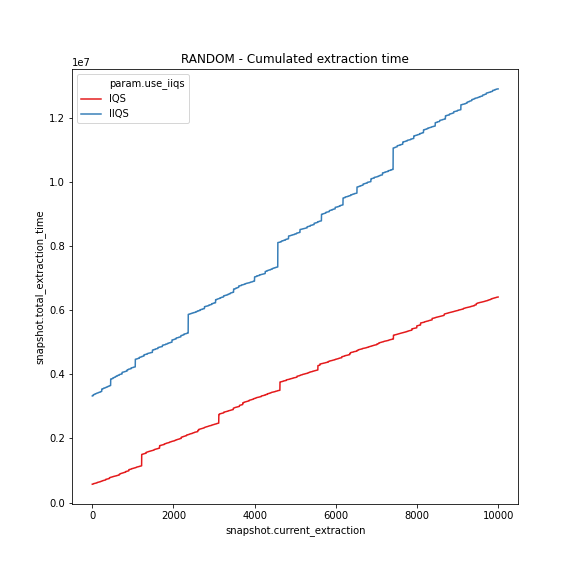 RANDOM - Cumulated extraction time
1e7
param.use_iiqs
IQS
IIQS
1.2
1.0
0.8
0.6
0.4
0.2
0.0
snapshot.total_extraction_time
0 2000 4000 6000 8000 10000
snapshot.current_extraction